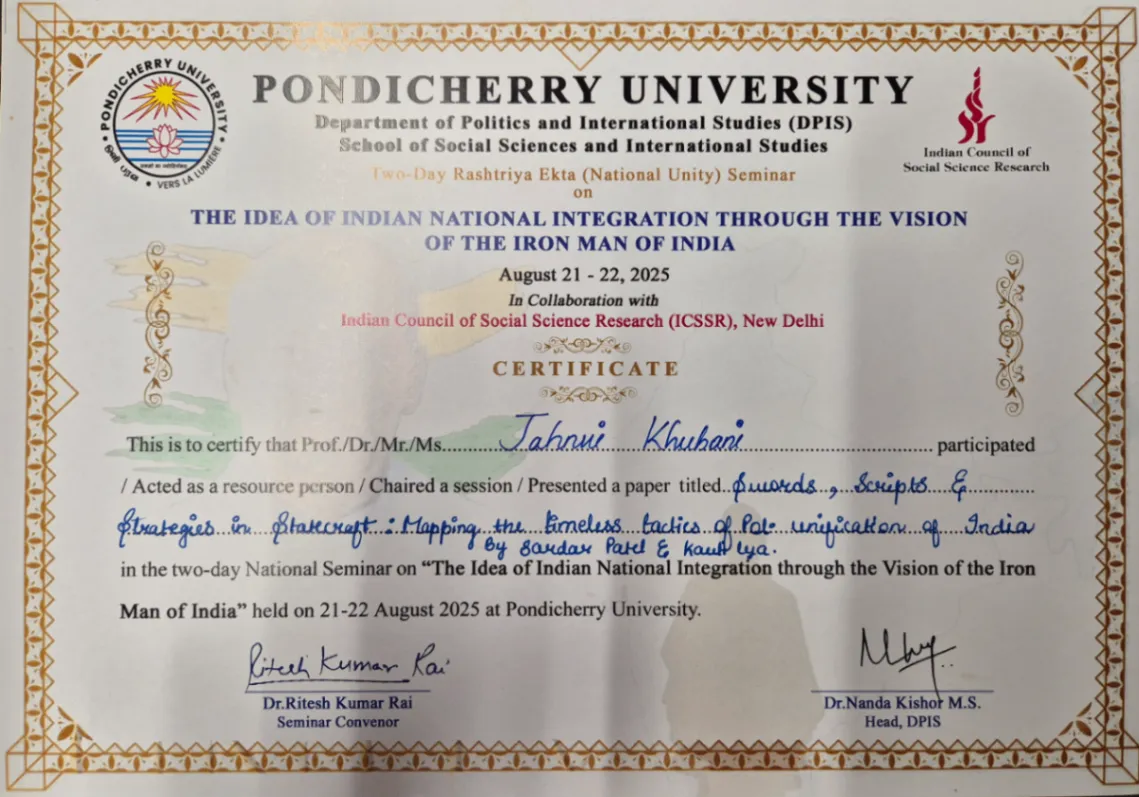 PONDICHERRY UNIVERSITY
PONDICHERRY UNIVERSITY
Department of Politics and International Studies (DPIS)
School of Social Sciences and International Studies
VERS LA LUMIÈRE
Indian Council of
Social Science Research
Two-Day Rashtriya Ekta (National Unity) Seminar
on
THE IDEA OF INDIAN NATIONAL INTEGRATION THROUGH THE VISION
OF THE IRON MAN OF INDIA
August 21 - 22, 2025
In Collaboration with
Indian Council of Social Science Research (ICSSR), New Delhi
CERTIFICATE
This is to certify that Prof./Dr./Mr./Ms............Jahnvi Khubani............ participated
/ Acted as a resource person / Chaired a session / Presented a paper titled..Swords, Scripts &............
Strategies in Statecraft : Mapping the timeless tactics of Pol. unification of India
By Sardar Patel & Kautilya.
in the two-day National Seminar on “The Idea of Indian National Integration through the Vision of the Iron
Man of India” held on 21-22 August 2025 at Pondicherry University.
Ritesh Kumar Rai
Dr.Ritesh Kumar Rai
Seminar Convenor
Dr.Nanda Kishor M.S.
Head, DPIS